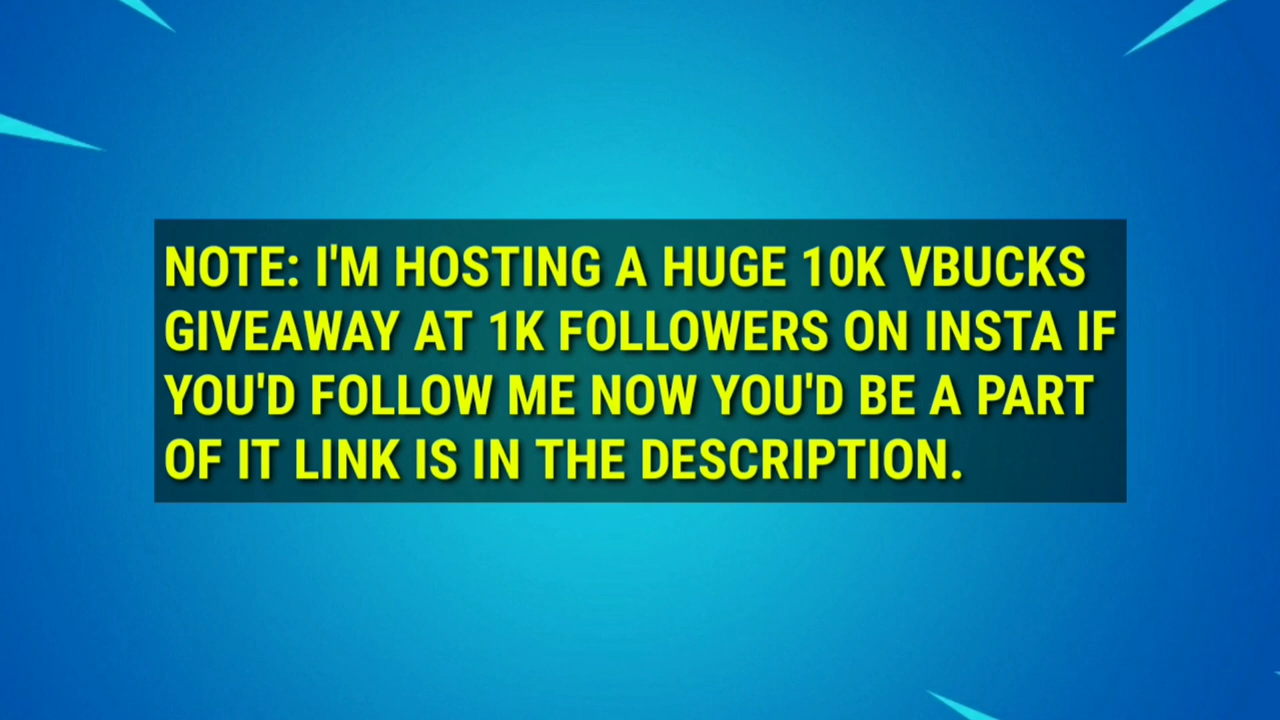 NOTE: I'M HOSTING A HUGE 10K VBUCKS
GIVEAWAY AT 1K FOLLOWERS ON INSTA IF
YOU'D FOLLOW ME NOW YOU'D BE A PART
OF IT LINK IS IN THE DESCRIPTION.